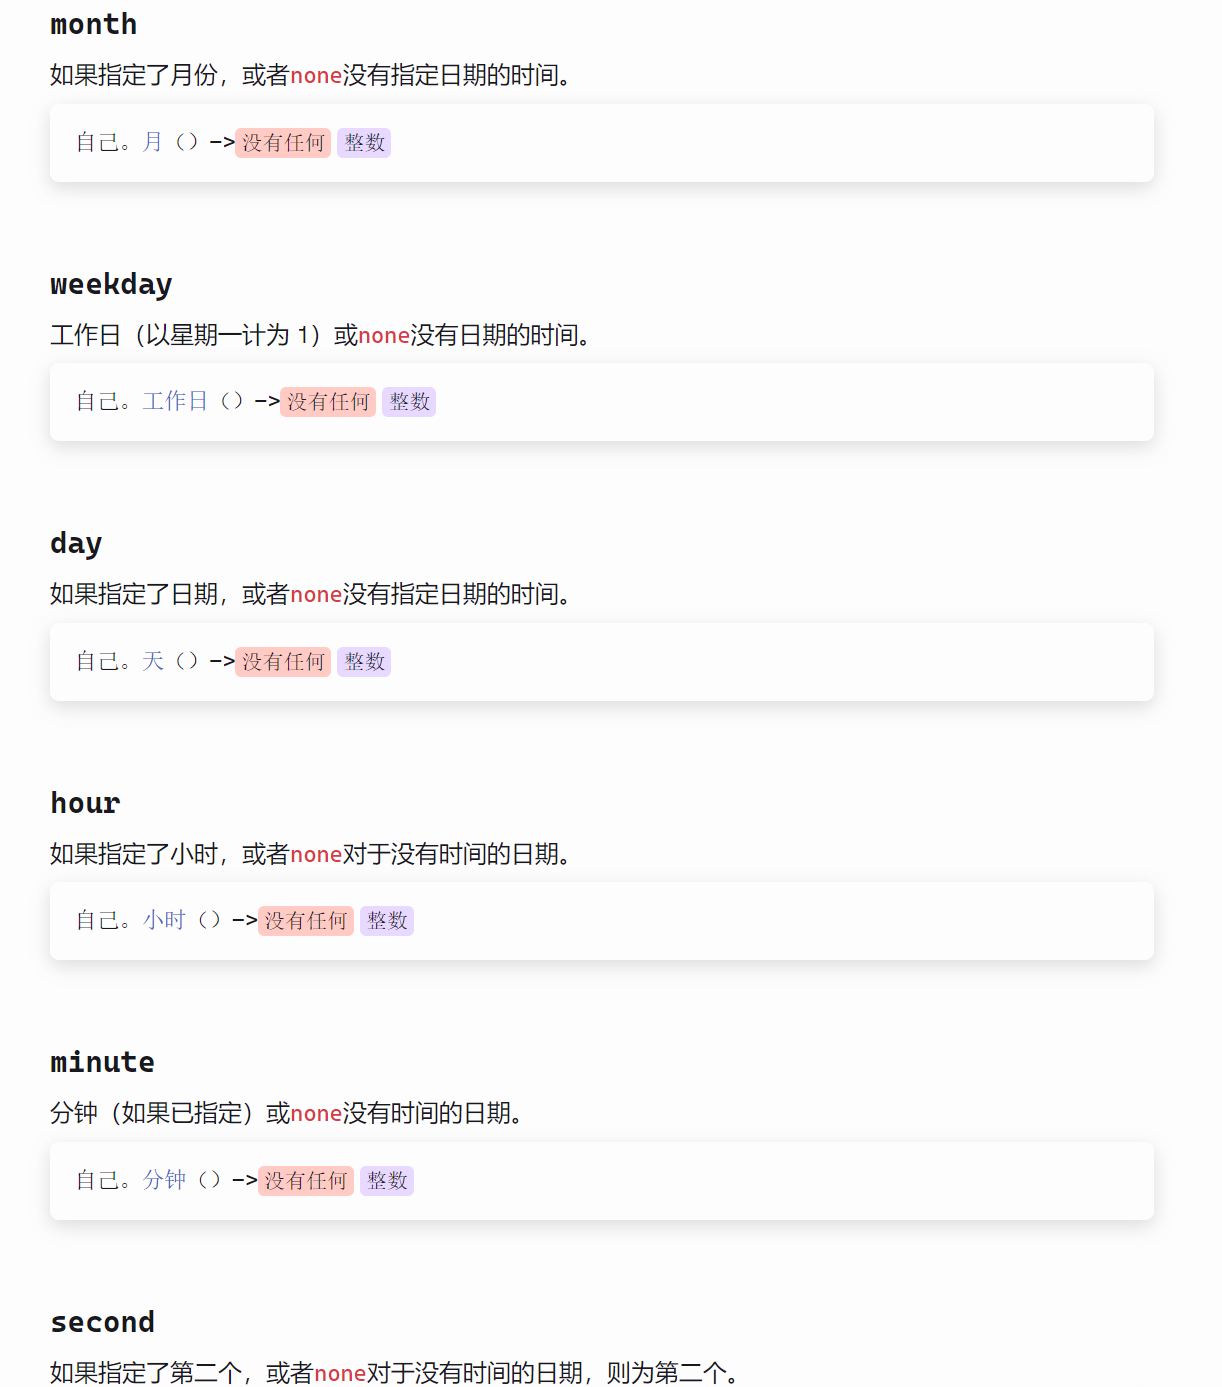 month
如果指定了月份，或者none没有指定日期的时间。
自己。月（）->没有任何 整数
weekday
工作日（以星期一计为 1）或none没有日期的时间。
自己。工作日（）->没有任何 整数
day
如果指定了日期，或者none没有指定日期的时间。
自己。天（）->没有任何 整数
hour
如果指定了小时，或者none对于没有时间的日期。
自己。小时（）->没有任何 整数
minute
分钟（如果已指定）或none没有时间的日期。
自己。分钟（）->没有任何 整数
second
如果指定了第二个，或者none对于没有时间的日期，则为第二个。